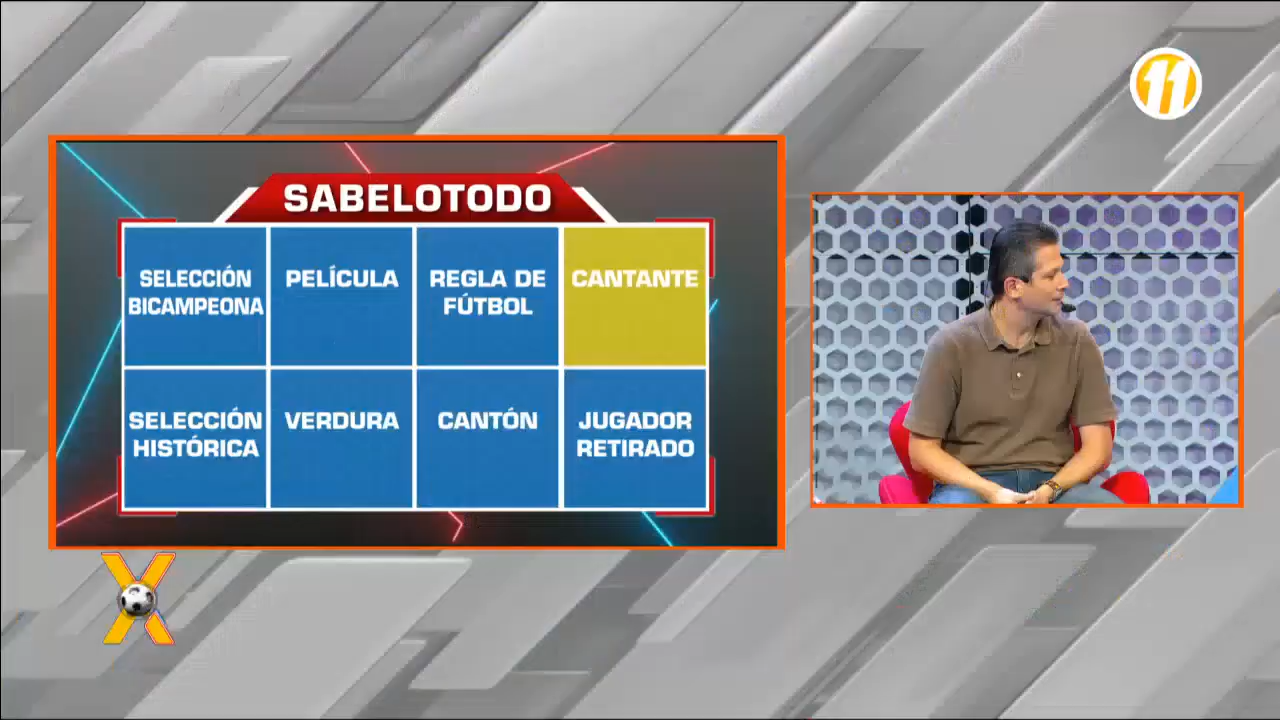 11
SABELOTODO
SELECCIÓN
BICAMPEONA
PELÍCULA
REGLA DE
FÚTBOL
CANTANTE
SELECCIÓN
HISTÓRICA
VERDURA
CANTÓN
JUGADOR
RETIRADO
X